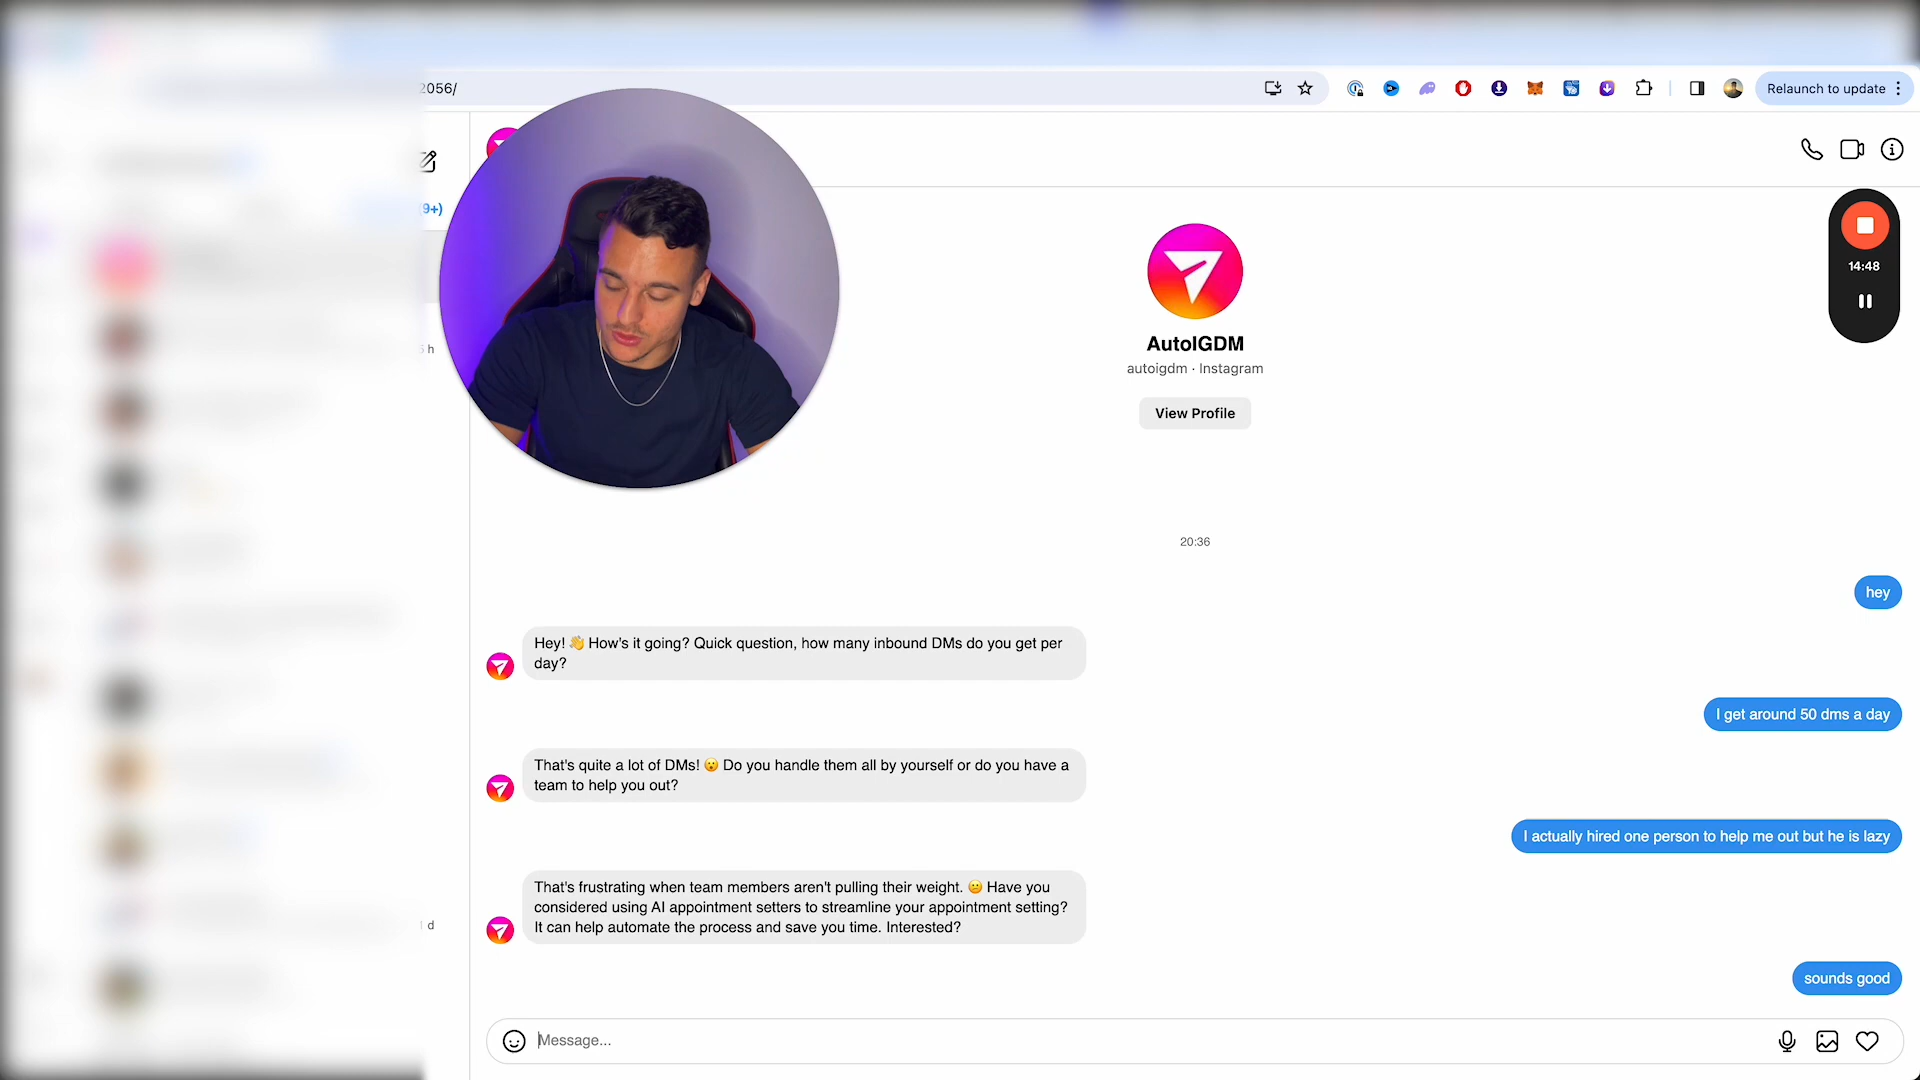 2056/
Relaunch to update
9+)
14:48
AutoIGDM
autoigdm · Instagram
View Profile
h
20:36
hey
Hey! 👋 How's it going? Quick question, how many inbound DMs do you get per
day?
I get around 50 dms a day
That's quite a lot of DMs! 😮 Do you handle them all by yourself or do you have a
team to help you out?
I actually hired one person to help me out but he is lazy
That's frustrating when team members aren't pulling their weight. 😕 Have you
considered using AI appointment setters to streamline your appointment setting?
It can help automate the process and save you time. Interested?
d
sounds good
Message...